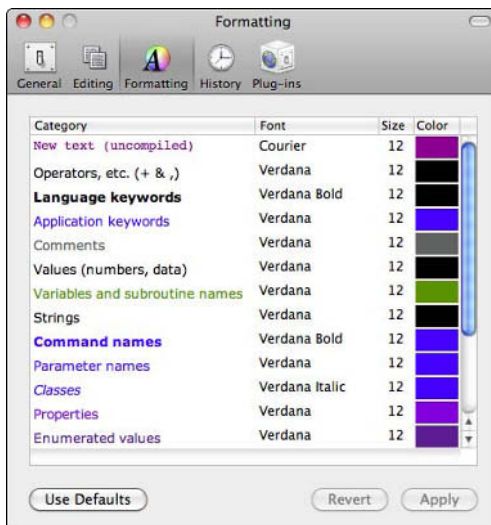 Formatting
General Editing Formatting History Plug-ins
Category Font Size Color
New text (uncompiled) Courier 12
Operators, etc. (+ & ,) Verdana 12
Language keywords Verdana Bold 12
Application keywords Verdana 12
Comments Verdana 12
Values (numbers, data) Verdana 12
Variables and subroutine names Verdana 12
Strings Verdana 12
Command names Verdana Bold 12
Parameter names Verdana 12
Classes Verdana Italic 12
Properties Verdana 12
Enumerated values Verdana 12
Use Defaults Revert Apply